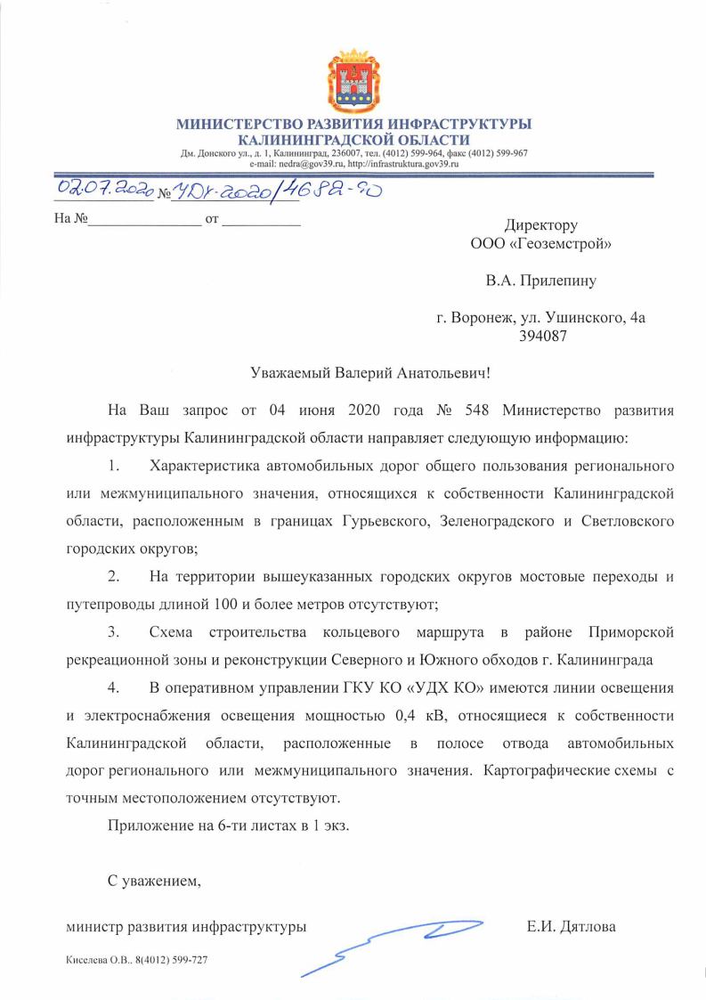 МИНИСТЕРСТВО РАЗВИТИЯ ИНФРАСТРУКТУРЫ
КАЛИНИНГРАДСКОЙ ОБЛАСТИ
Дм. Донского ул., д. 1, Калининград, 236007, тел. (4012) 599-964, факс (4012) 599-967
e-mail: nedra@gov39.ru, http://infrastruktura.gov39.ru
02.07.2020 № УДХ-2020/4682-90
На №________________ от ___________
Директору
ООО «Геоземстрой»
В.А. Прилепину
г. Воронеж, ул. Ушинского, 4а
394087
Уважаемый Валерий Анатольевич!
На Ваш запрос от 04 июня 2020 года № 548 Министерство развития
инфраструктуры Калининградской области направляет следующую информацию:
1. Характеристика автомобильных дорог общего пользования регионального
или межмуниципального значения, относящихся к собственности Калининградской
области, расположенным в границах Гурьевского, Зеленоградского и Светловского
городских округов;
2. На территории вышеуказанных городских округов мостовые переходы и
путепроводы длиной 100 и более метров отсутствуют;
3. Схема строительства кольцевого маршрута в районе Приморской
рекреационной зоны и реконструкции Северного и Южного обходов г. Калининграда
4. В оперативном управлении ГКУ КО «УДХ КО» имеются линии освещения
и электроснабжения освещения мощностью 0,4 кВ, относящиеся к собственности
Калининградской области, расположенные в полосе отвода автомобильных
дорог регионального или межмуниципального значения. Картографические схемы с
точным местоположением отсутствуют.
Приложение на 6-ти листах в 1 экз.
С уважением,
министр развития инфраструктуры Е.И. Дятлова
Киселева О.В.. 8(4012) 599-727